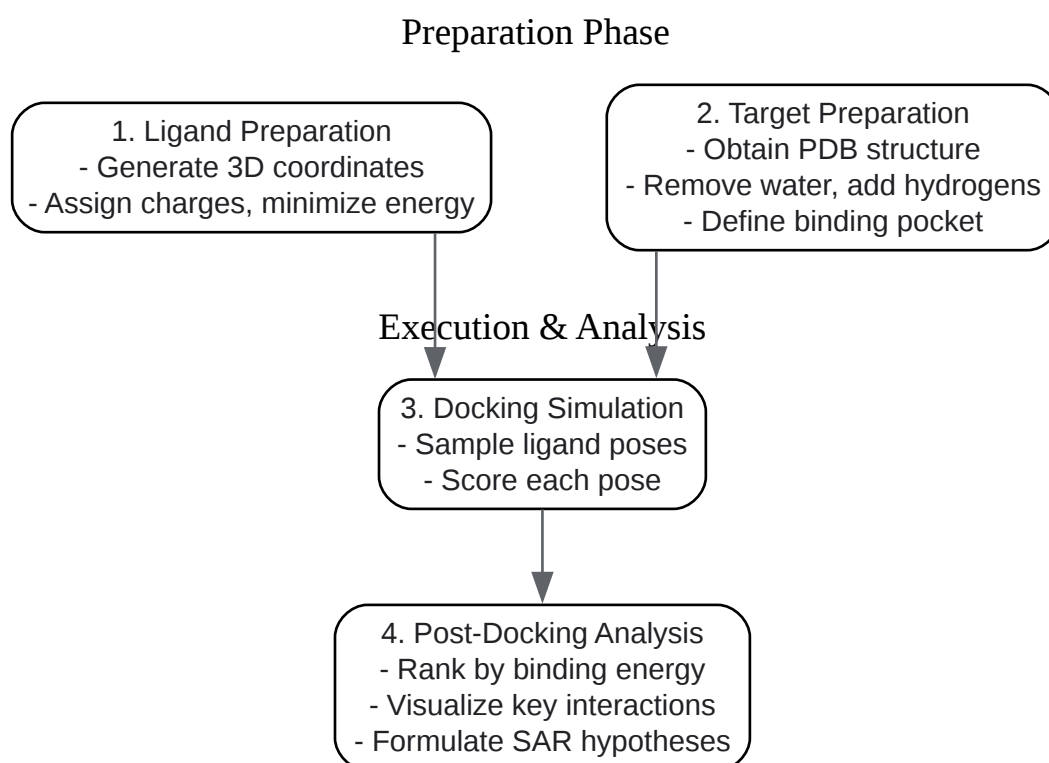 Preparation Phase
1. Ligand Preparation
- Generate 3D coordinates
- Assign charges, minimize energy
2. Target Preparation
- Obtain PDB structure
- Remove water, add hydrogens
- Define binding pocket
Execution & Analysis
3. Docking Simulation
- Sample ligand poses
- Score each pose
4. Post-Docking Analysis
- Rank by binding energy
- Visualize key interactions
- Formulate SAR hypotheses